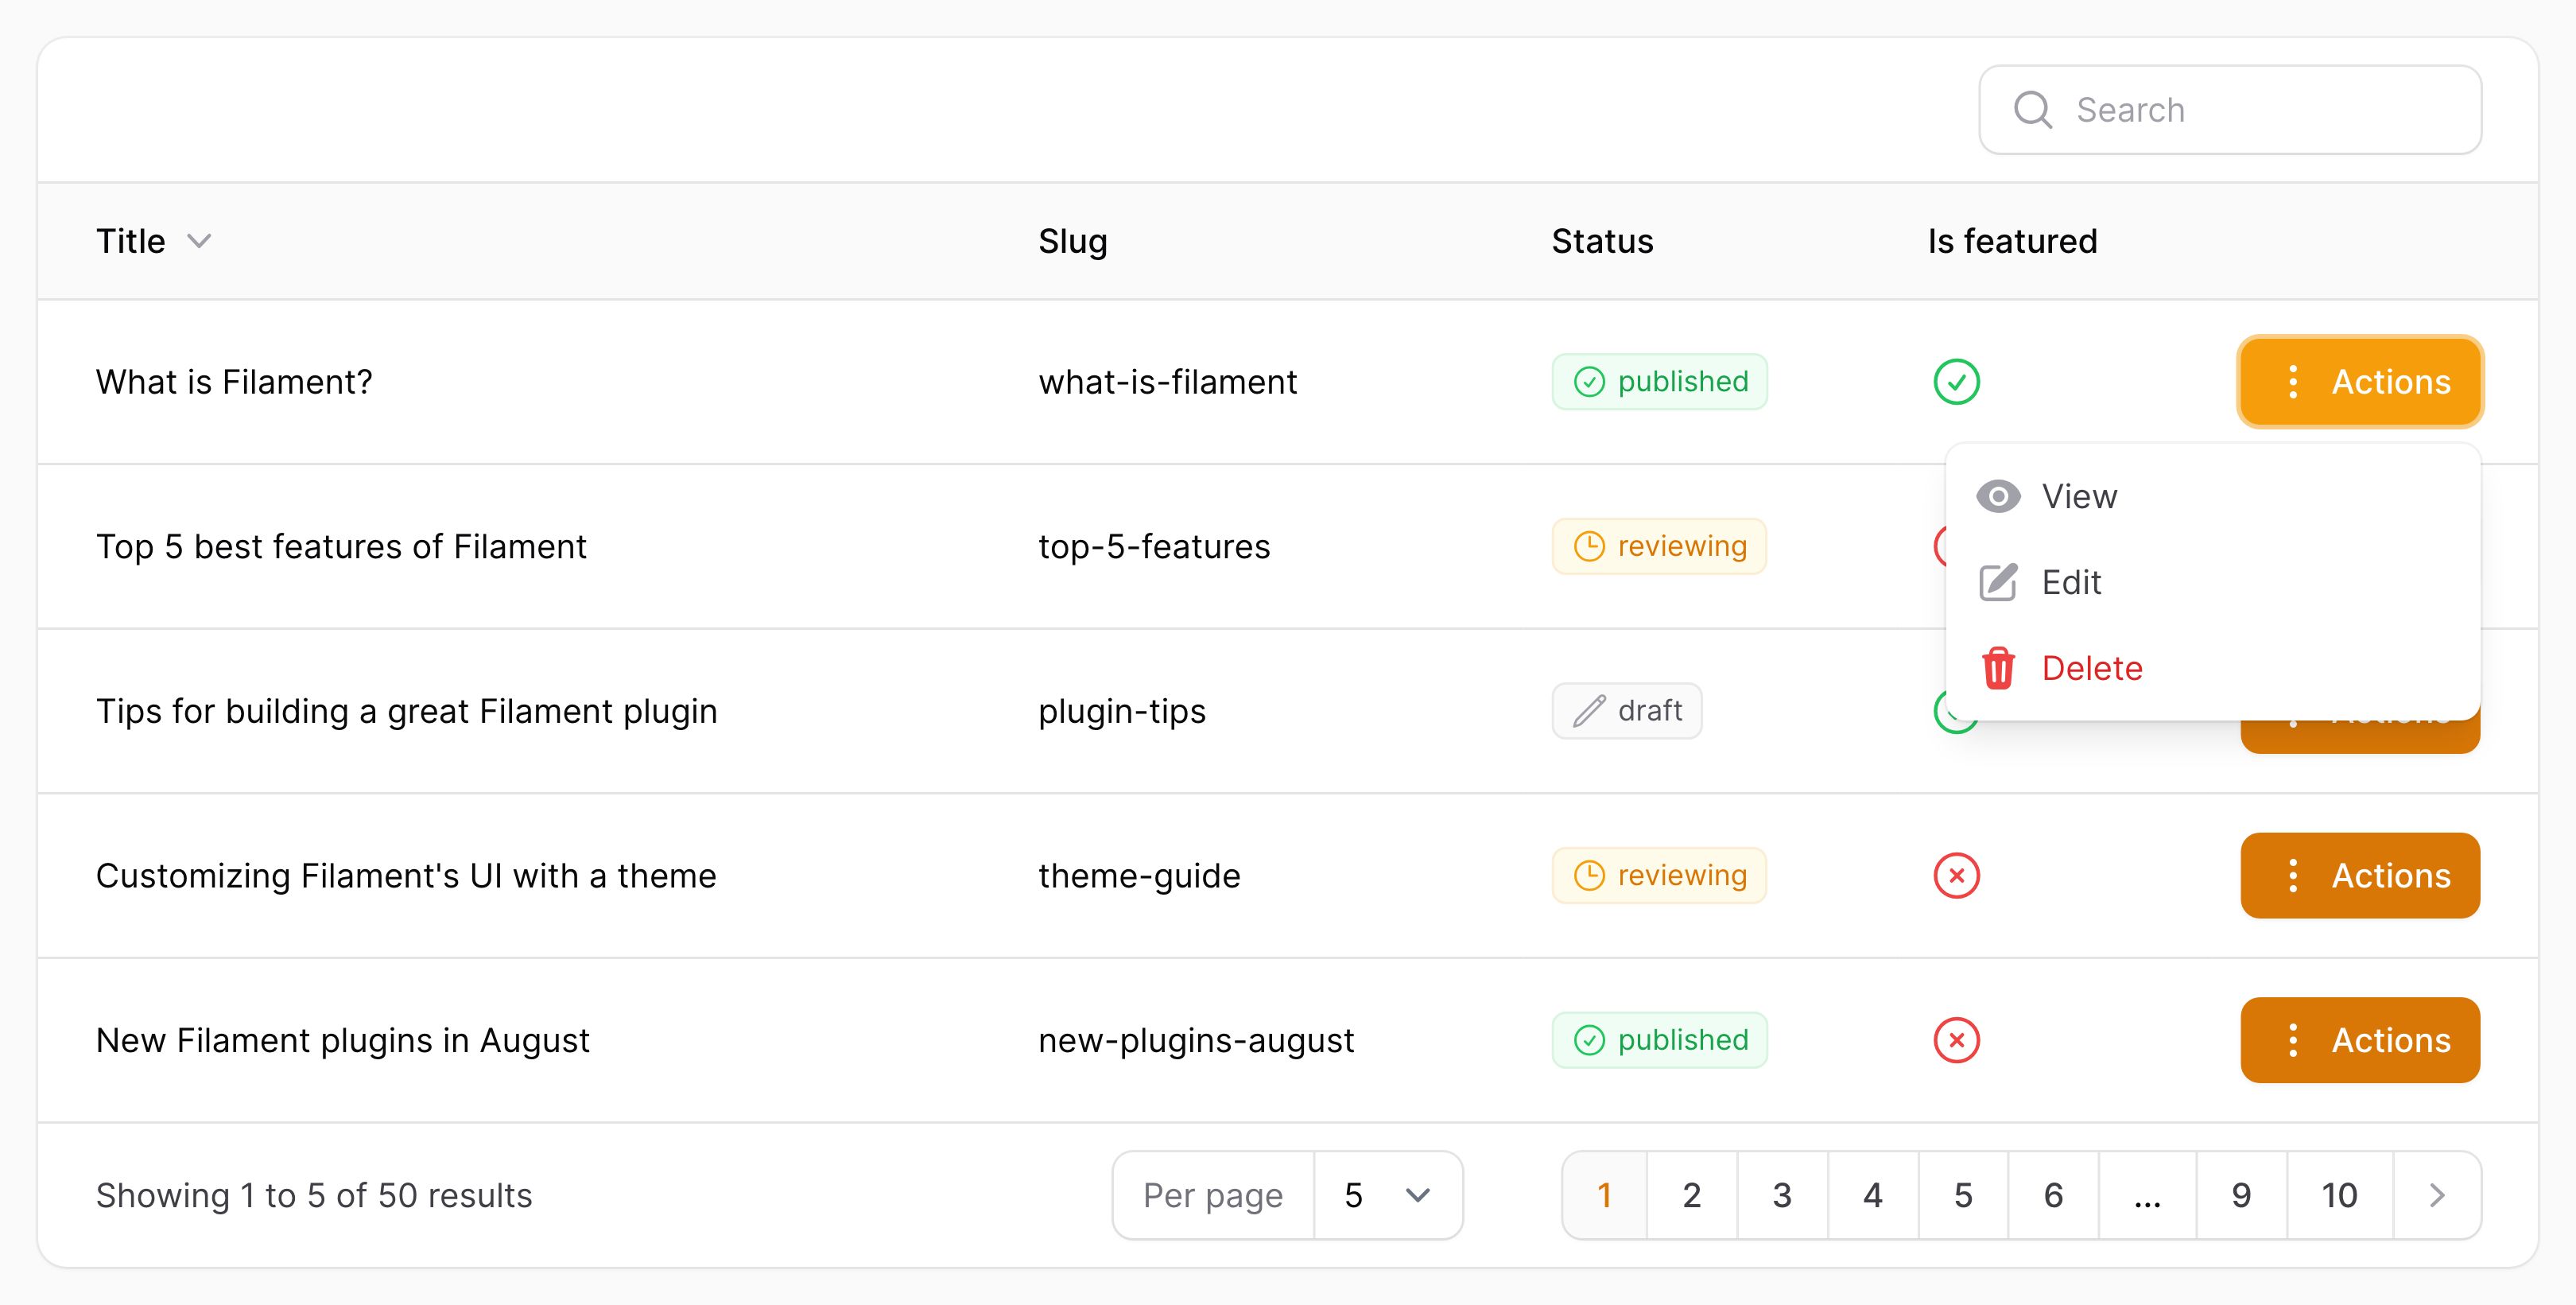 Search
Title Slug Status Is featured
What is Filament? what-is-filament published Actions
View
Top 5 best features of Filament top-5-features reviewing
Edit
Delete
Tips for building a great Filament plugin plugin-tips draft
Customizing Filament's UI with a theme theme-guide reviewing Actions
New Filament plugins in August new-plugins-august published Actions
Showing 1 to 5 of 50 results Per page 5 1 2 3 4 5 6 ... 9 10